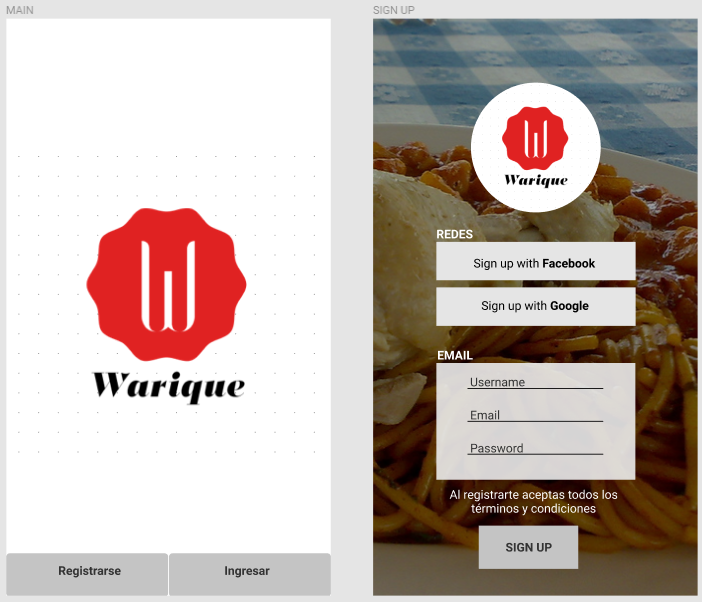 MAIN
W
Warique
Registrarse
Ingresar
SIGN UP
W
Warique
REDES
Sign up with Facebook
Sign up with Google
EMAIL
Username
Email
Password
Al registrarte aceptas todos los
términos y condiciones
SIGN UP